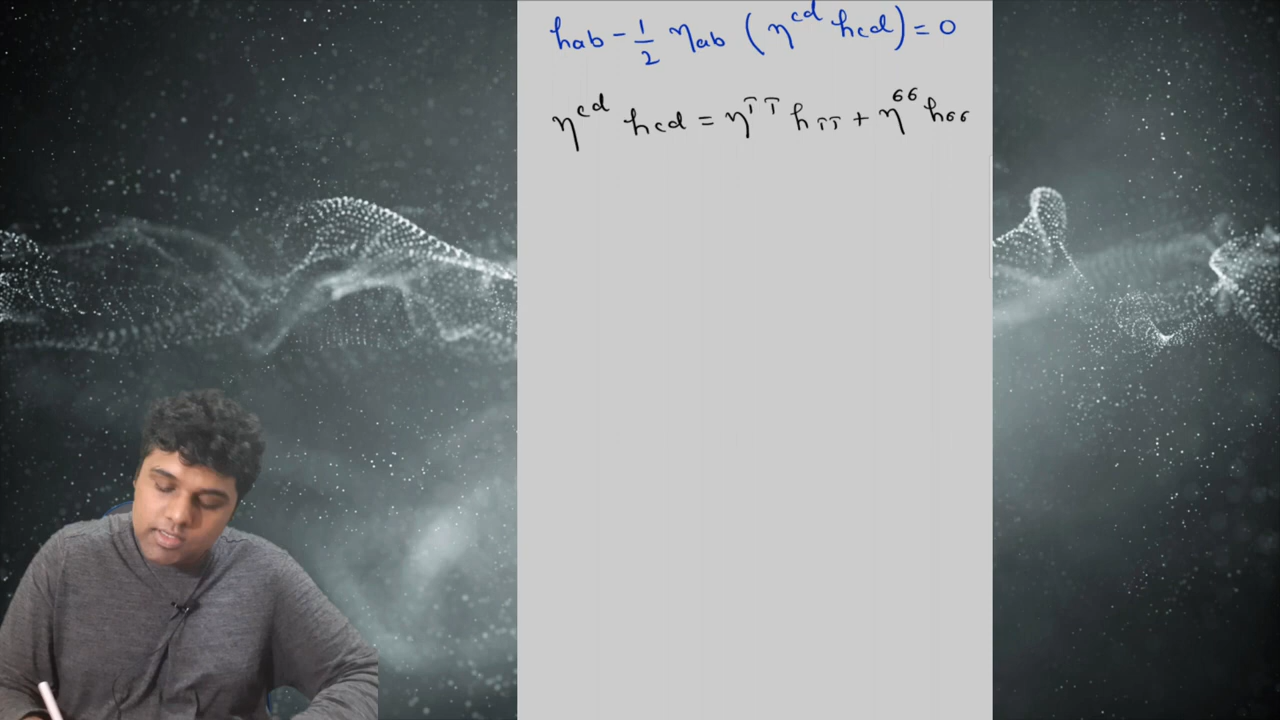 hab - 1/2 ηab (η^cd hcd) = 0
η^cd hcd = η^ττ hττ + η^σσ hσσ